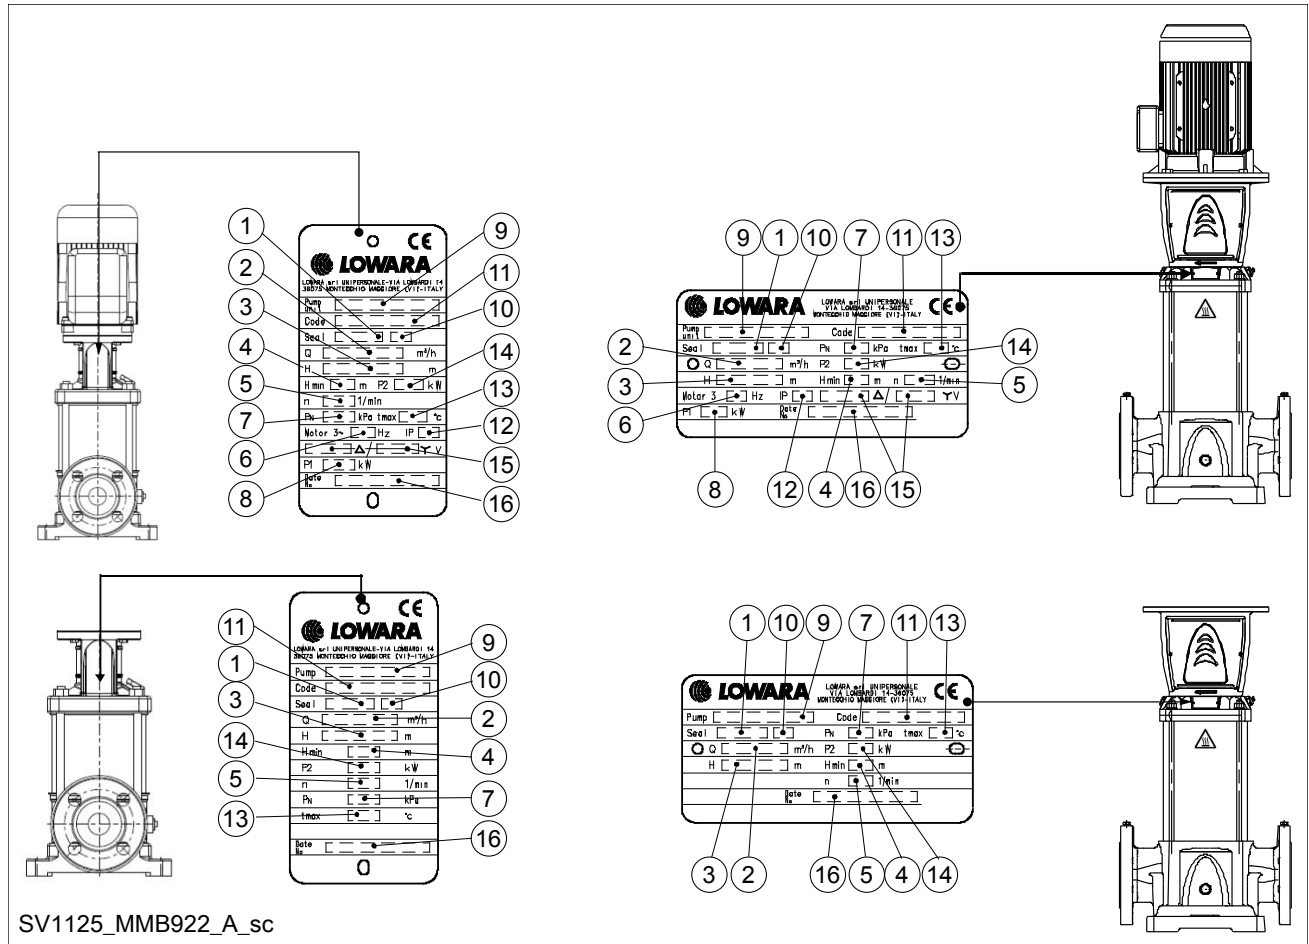 CE
LOWARA
LOWARA srl UNIPERSONALE-VIA LOMBARDI 14
36075 MONTECCHIO MAGGIORE (VI)-ITALY
Pump unit
Code
Seal
Q m³/h
H m
Hmin m P2 kW
n 1/min
PN kPa tmax °C
Motor 3~ Hz IP
△/ Y V
P1 kW
Date No
1
2
3
4
5
7
6
8
9
11
10
14
13
12
15
16
9 1 10 7 11 13
LOWARA
LOWARA srl UNIPERSONALE
VIA LOMBARDI 14-36075
MONTECCHIO MAGGIORE (VI)-ITALY
CE
Pump unit Code
Seal PN kPa tmax °C
Q m³/h P2 kW
H m Hmin m n 1/min
Motor 3 Hz IP △/ Y V
P1 kW Date No
2
3
6
14
5
8 12 4 16 15
CE
LOWARA
LOWARA srl UNIPERSONALE-VIA LOMBARDI 14
36075 MONTECCHIO MAGGIORE (VI)-ITALY
Pump
Code
Seal
Q m³/h
H m
Hmin m
P2 kW
n 1/min
PN kPa
tmax °C
Date No
11
1
3
14
5
13
9
10
2
4
7
16
1 10 9 7 11 13
LOWARA
LOWARA srl UNIPERSONALE
VIA LOMBARDI 14-36075
MONTECCHIO MAGGIORE (VI)-ITALY
CE
Pump Code
Seal PN kPa tmax °C
Q m³/h P2 kW
H m Hmin m
n 1/min
Date No
3 2 16 5 4 14
SV1125_MMB922_A_sc